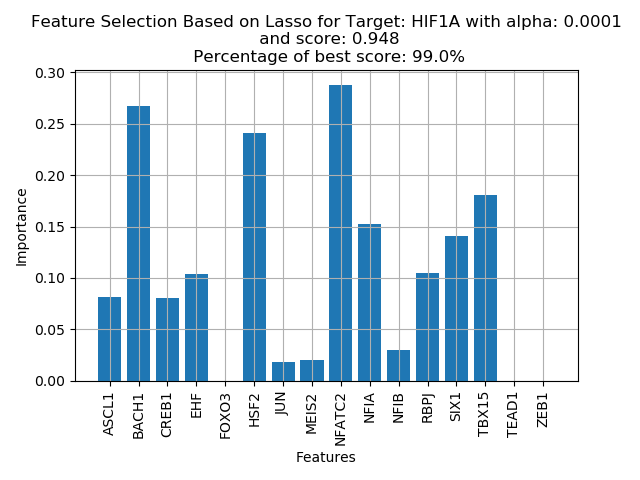 Feature Selection Based on Lasso for Target: HIF1A with alpha: 0.0001
and score: 0.948
Percentage of best score: 99.0%
0.30
0.25
0.20
0.15
0.10
0.05
0.00
Importance
ASCL1
BACH1
CREB1
EHF
FOXO3
HSF2
JUN
MEIS2
NFATC2
NFIA
NFIB
RBPJ
SIX1
TBX15
TEAD1
ZEB1
Features